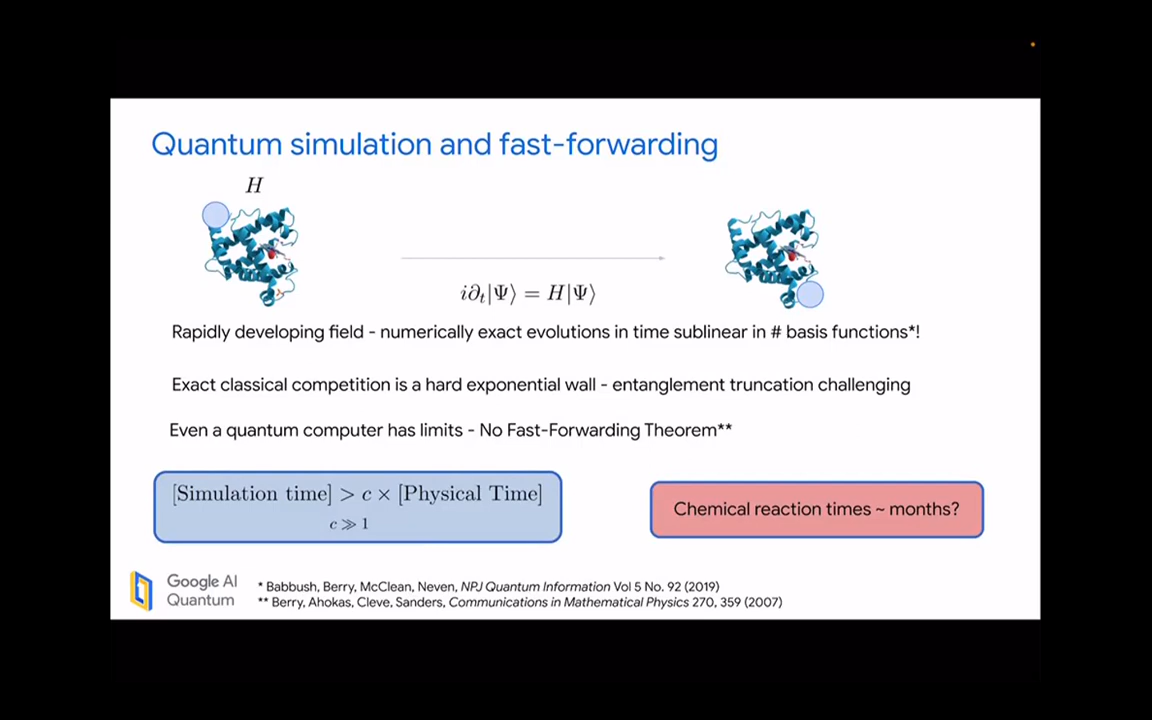 Quantum simulation and fast-forwarding
H
i∂ₜ|Ψ⟩ = H|Ψ⟩
Rapidly developing field - numerically exact evolutions in time sublinear in # basis functions*!
Exact classical competition is a hard exponential wall - entanglement truncation challenging
Even a quantum computer has limits - No Fast-Forwarding Theorem**
[Simulation time] > c × [Physical Time]
c ≫ 1
Chemical reaction times ~ months?
Google AI
Quantum
* Babbush, Berry, McClean, Neven, NPJ Quantum Information Vol 5 No. 92 (2019)
** Berry, Ahokas, Cleve, Sanders, Communications in Mathematical Physics 270, 359 (2007)